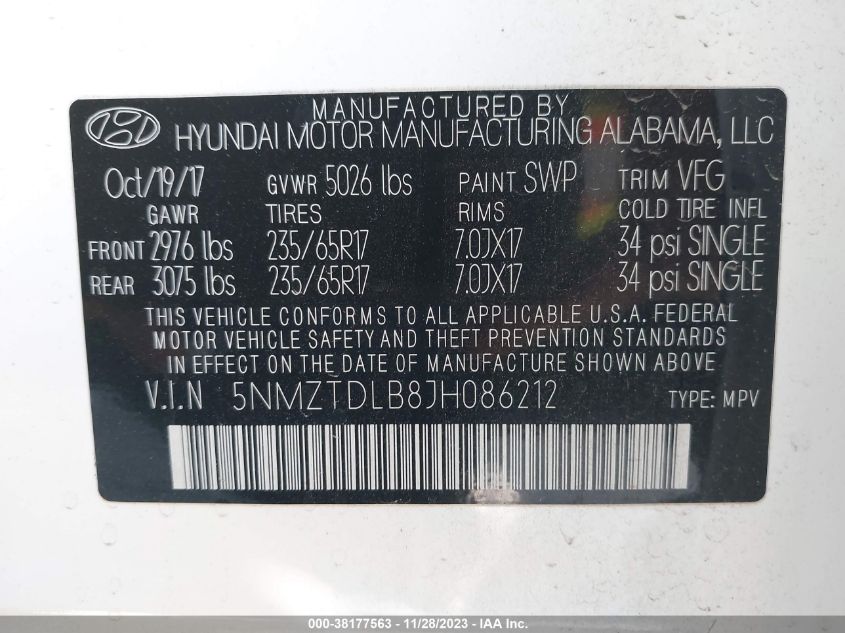 MANUFACTURED BY
HYUNDAI MOTOR MANUFACTURING ALABAMA, LLC
Oct/19/17 GVWR 5026 lbs PAINT SWP TRIM VFG
GAWR TIRES RIMS COLD TIRE INFL
FRONT 2976 lbs 235/65R17 7.0JX17 34 psi SINGLE
REAR 3075 lbs 235/65R17 7.0JX17 34 psi SINGLE
THIS VEHICLE CONFORMS TO ALL APPLICABLE U.S.A. FEDERAL
MOTOR VEHICLE SAFETY AND THEFT PREVENTION STANDARDS
IN EFFECT ON THE DATE OF MANUFACTURE SHOWN ABOVE.
V.I.N 5NMZTDLB8JH086212 TYPE: MPV
000-38177563 - 11/28/2023 - IAA Inc.